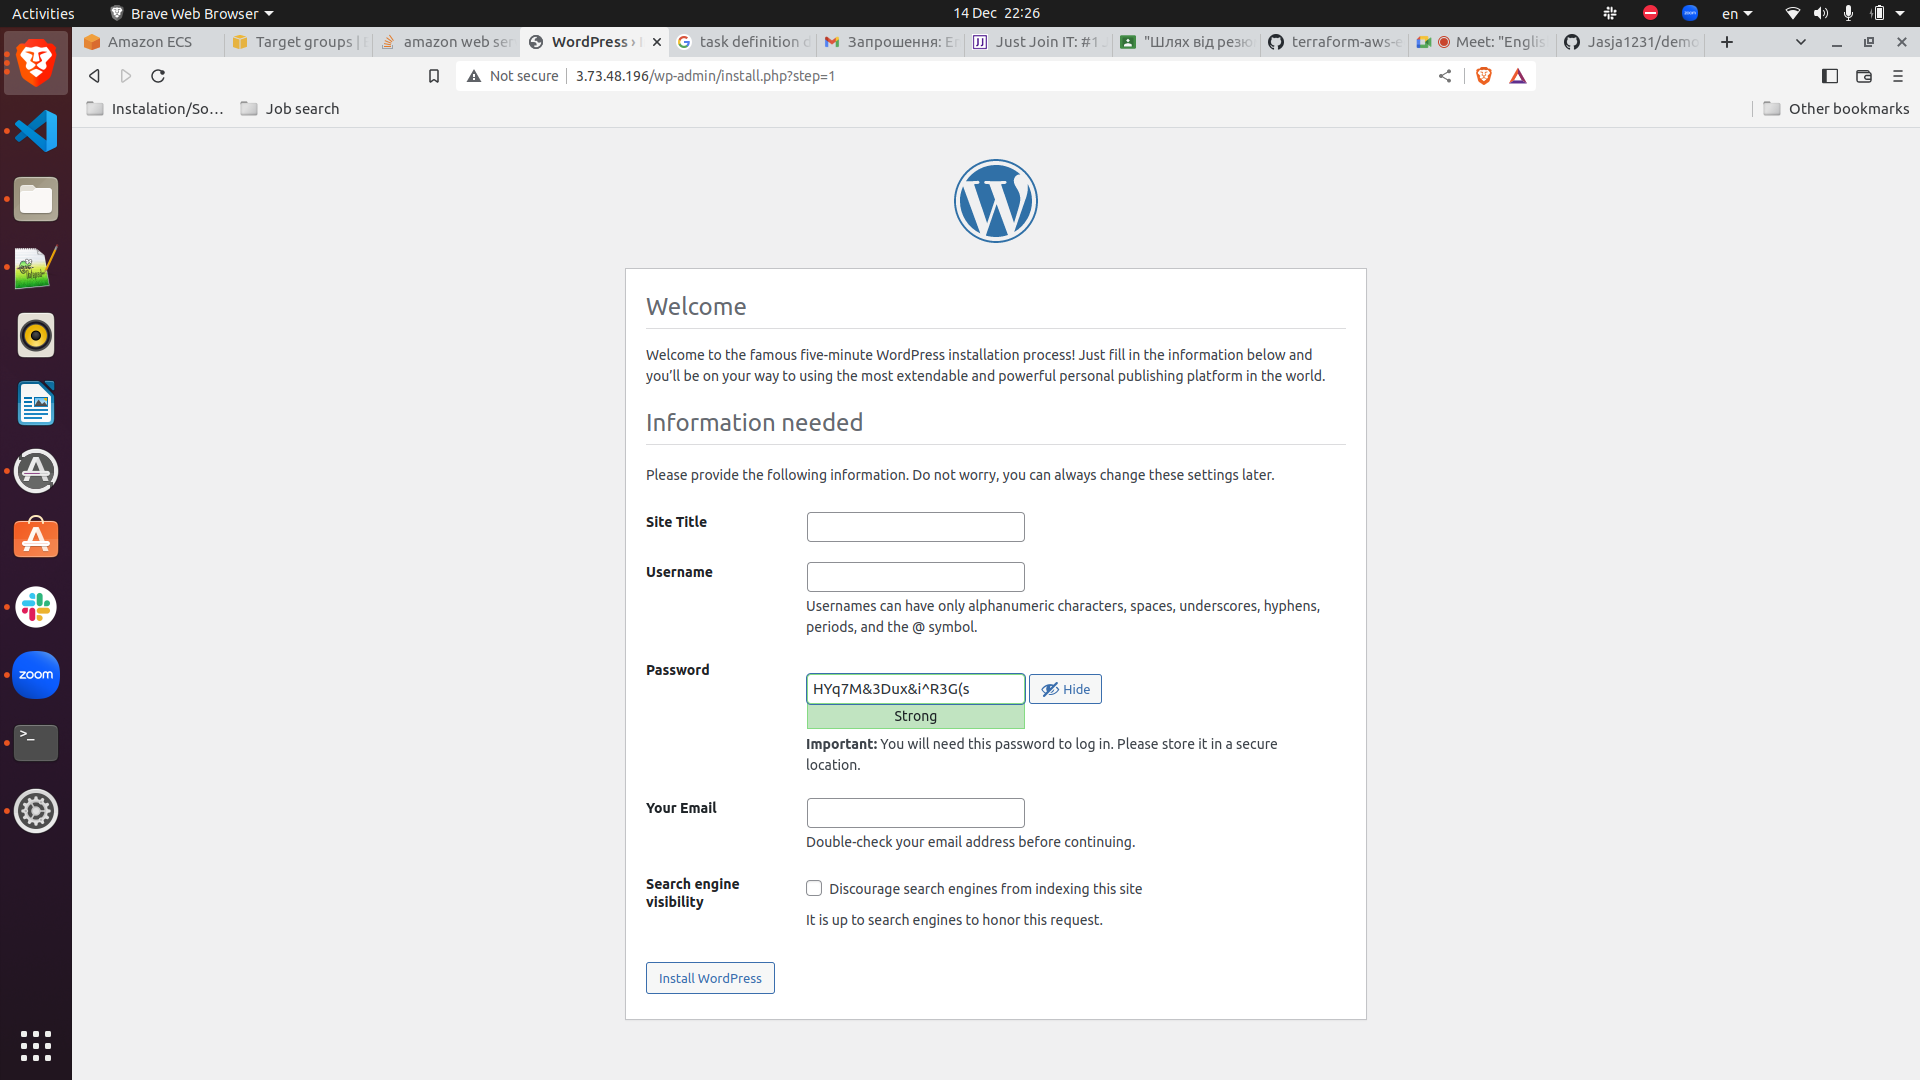 Activities
Brave Web Browser
14 Dec 22:26
zoom
en
Amazon ECS
Target groups |
amazon web ser
WordPress ›
task definition
Запрошення: En
Just Join IT: #1
"Шлях від резю
terraform-aws-e
Meet: "Englis
Jasja1231/demo
Not secure
3.73.48.196/wp-admin/install.php?step=1
Instalation/So…
Job search
Other bookmarks
Welcome
Welcome to the famous five-minute WordPress installation process! Just fill in the information below and
you'll be on your way to using the most extendable and powerful personal publishing platform in the world.
Information needed
Please provide the following information. Do not worry, you can always change these settings later.
Site Title
Username
Usernames can have only alphanumeric characters, spaces, underscores, hyphens,
periods, and the @ symbol.
Password
HYq7M&3Dux&i^R3G(s
Hide
Strong
Important: You will need this password to log in. Please store it in a secure
location.
Your Email
Double-check your email address before continuing.
Search engine
visibility
Discourage search engines from indexing this site
It is up to search engines to honor this request.
Install WordPress
zoom
>_